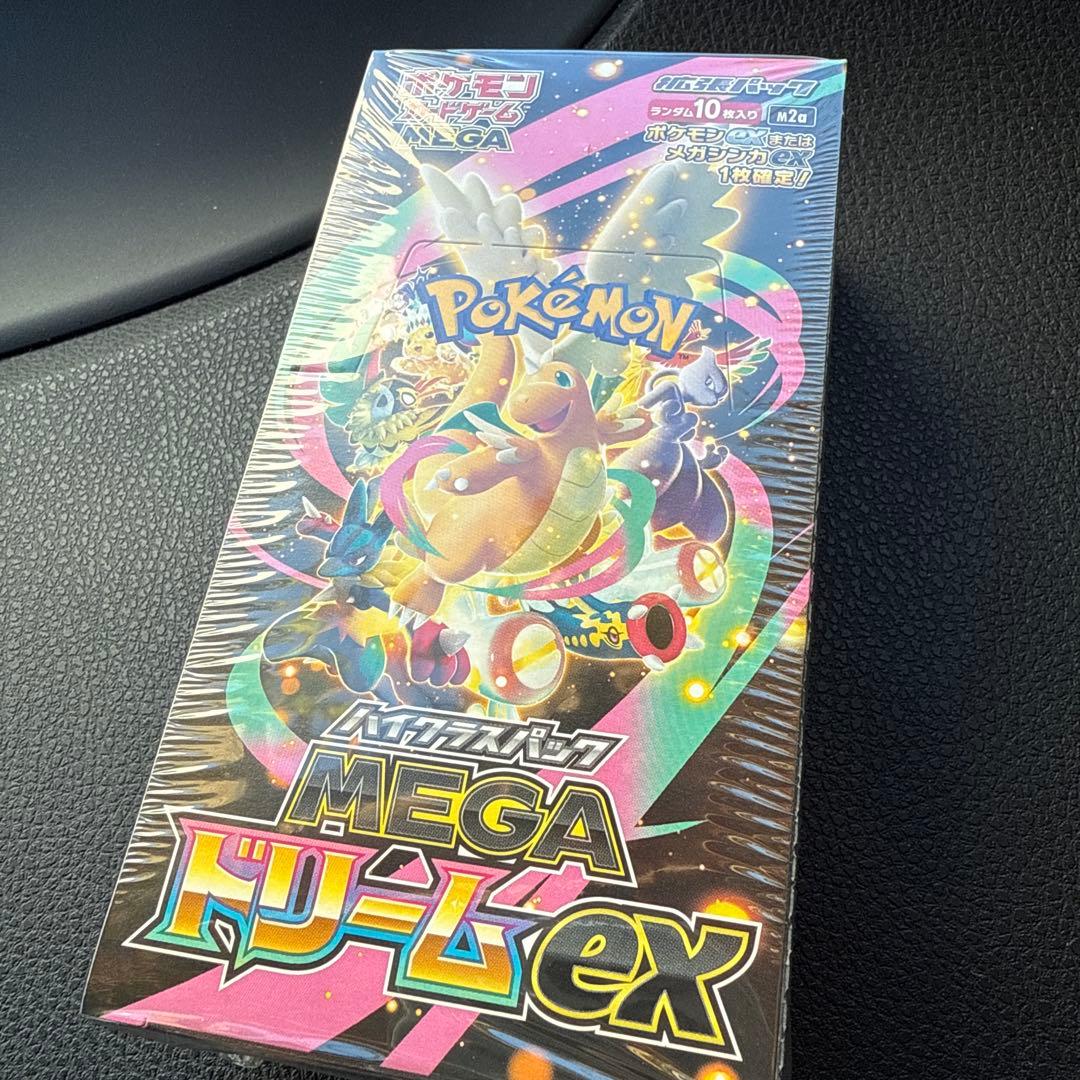 ポケモン
カードゲーム
MEGA
拡張パック
ランダム10枚入り M2a
ポケモンexまたは
メガシンカex
1枚確定!
POKéMON
TM
ハイクラスパック
MEGA
ドリームex